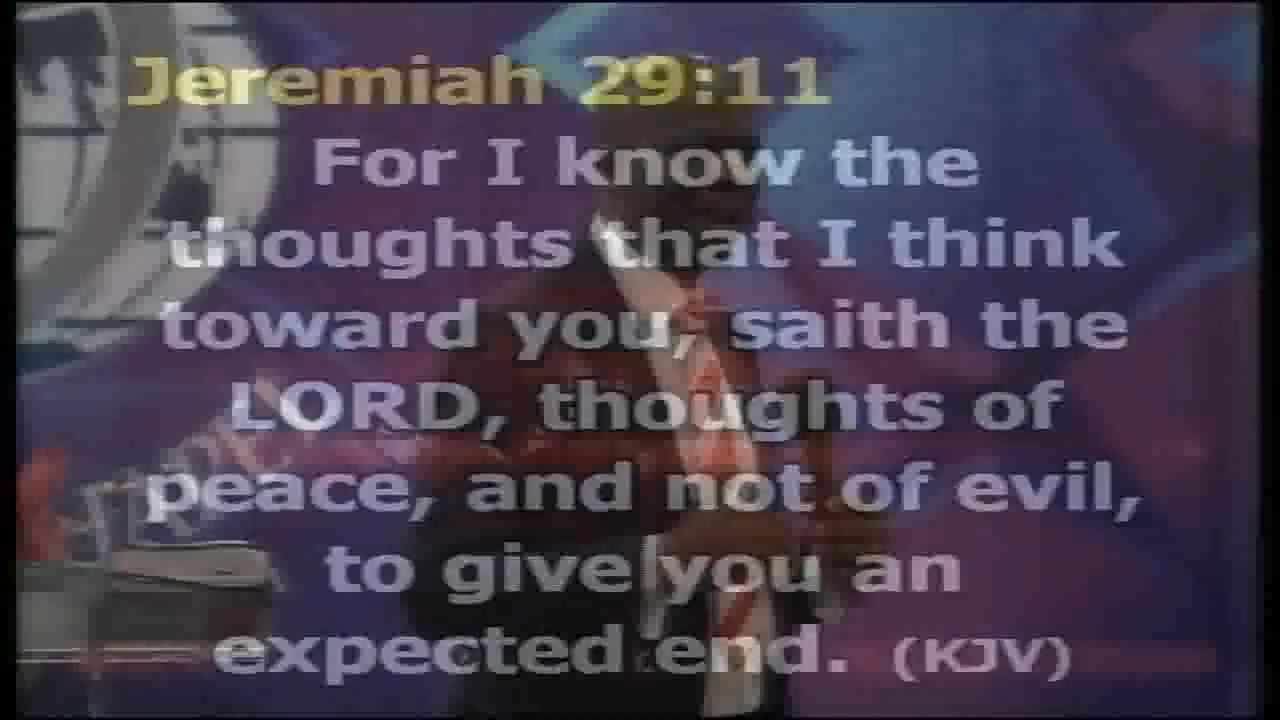 Jeremiah 29:11
For I know the
thoughts that I think
toward you, saith the
LORD, thoughts of
peace, and not of evil,
to give you an
expected end. (KJV)